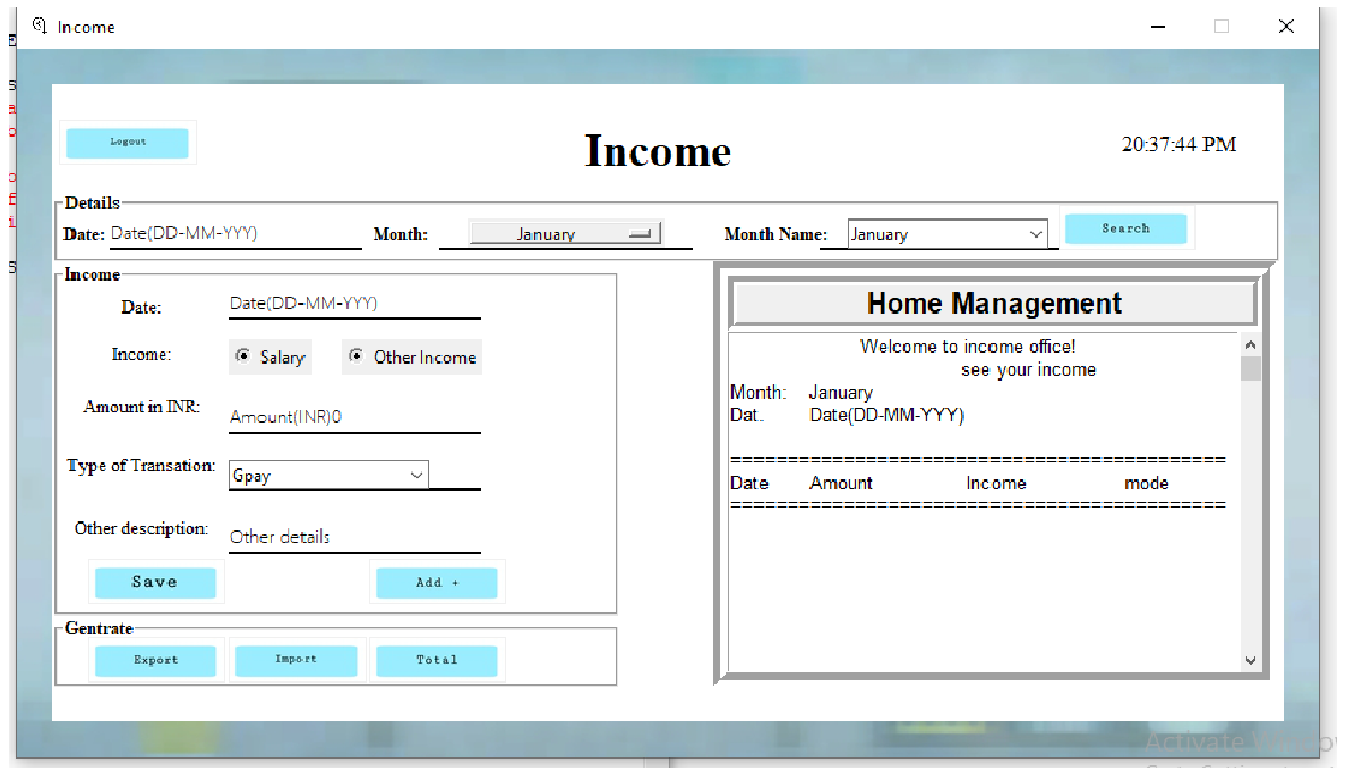 Income
Logout
Income
20:37:44 PM
Details
Date: Date(DD-MM-YYY) Month: January Month Name: January Search
Income
Date: Date(DD-MM-YYY)
Income: Salary Other Income
Amount in INR: Amount(INR)0
Type of Transation: Gpay
Other description: Other details
Save Add +
Gentrate
Export Import Total
Home Management
Welcome to income office!
see your income
Month: January
Dat.. Date(DD-MM-YYY)
============================================
Date Amount Income mode
============================================
Activate Windo